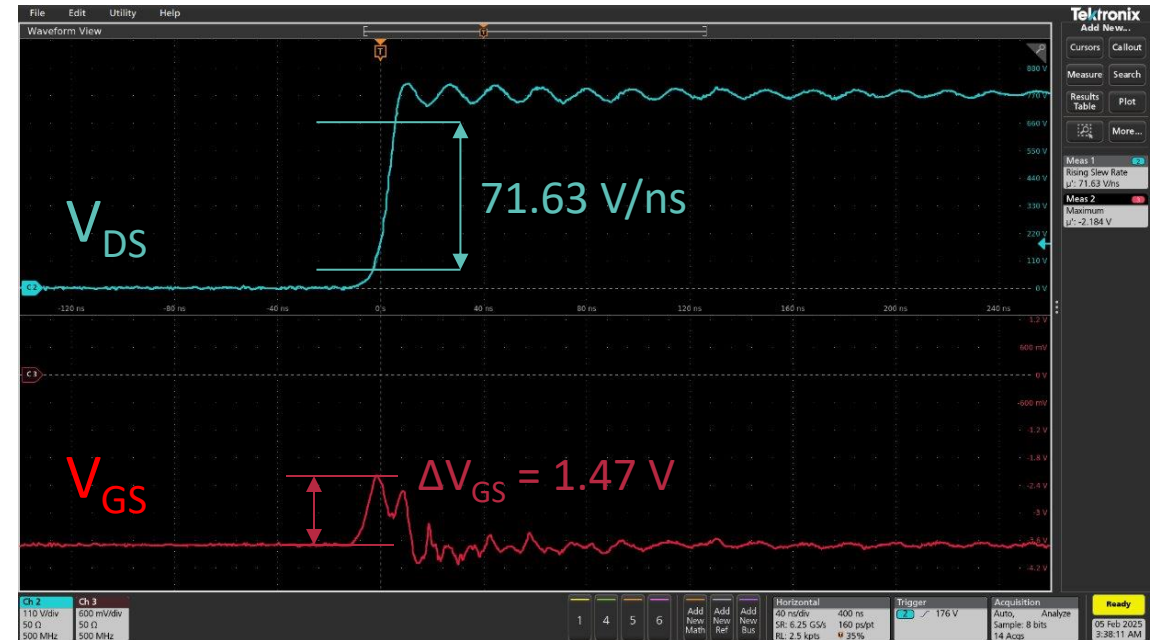 File Edit Utility Help
Tektronix
Add New...
Waveform View
Cursors Callout
Measure Search
Results Table Plot
More...
Meas 1 2
Rising Slew Rate
µ': 71.63 V/ns
Meas 2 3
Maximum
µ': -2.184 V
T
T
800 V
770 V
660 V
550 V
440 V
330 V
220 V
110 V
0 V
71.63 V/ns
VDS
C2
-120 ns -80 ns -40 ns 0 s 40 ns 80 ns 120 ns 160 ns 200 ns 240 ns
1.2 V
600 mV
0 V
-600 mV
-1.2 V
-1.8 V
-2.4 V
-3 V
-3.6 V
-4.2 V
C3
VGS
ΔVGS = 1.47 V
Ch 2
110 V/div
50 Ω
500 MHz
Ch 3
600 mV/div
50 Ω
500 MHz
1 4 5 6
Add New Math
Add New Ref
Add New Bus
Horizontal
40 ns/div 400 ns
SR: 6.25 GS/s 160 ps/pt
RL: 2.5 kpts 35%
Trigger
2 176 V
Acquisition
Auto, Analyze
Sample: 8 bits
14 Acqs
Ready
05 Feb 2025
3:38:11 AM